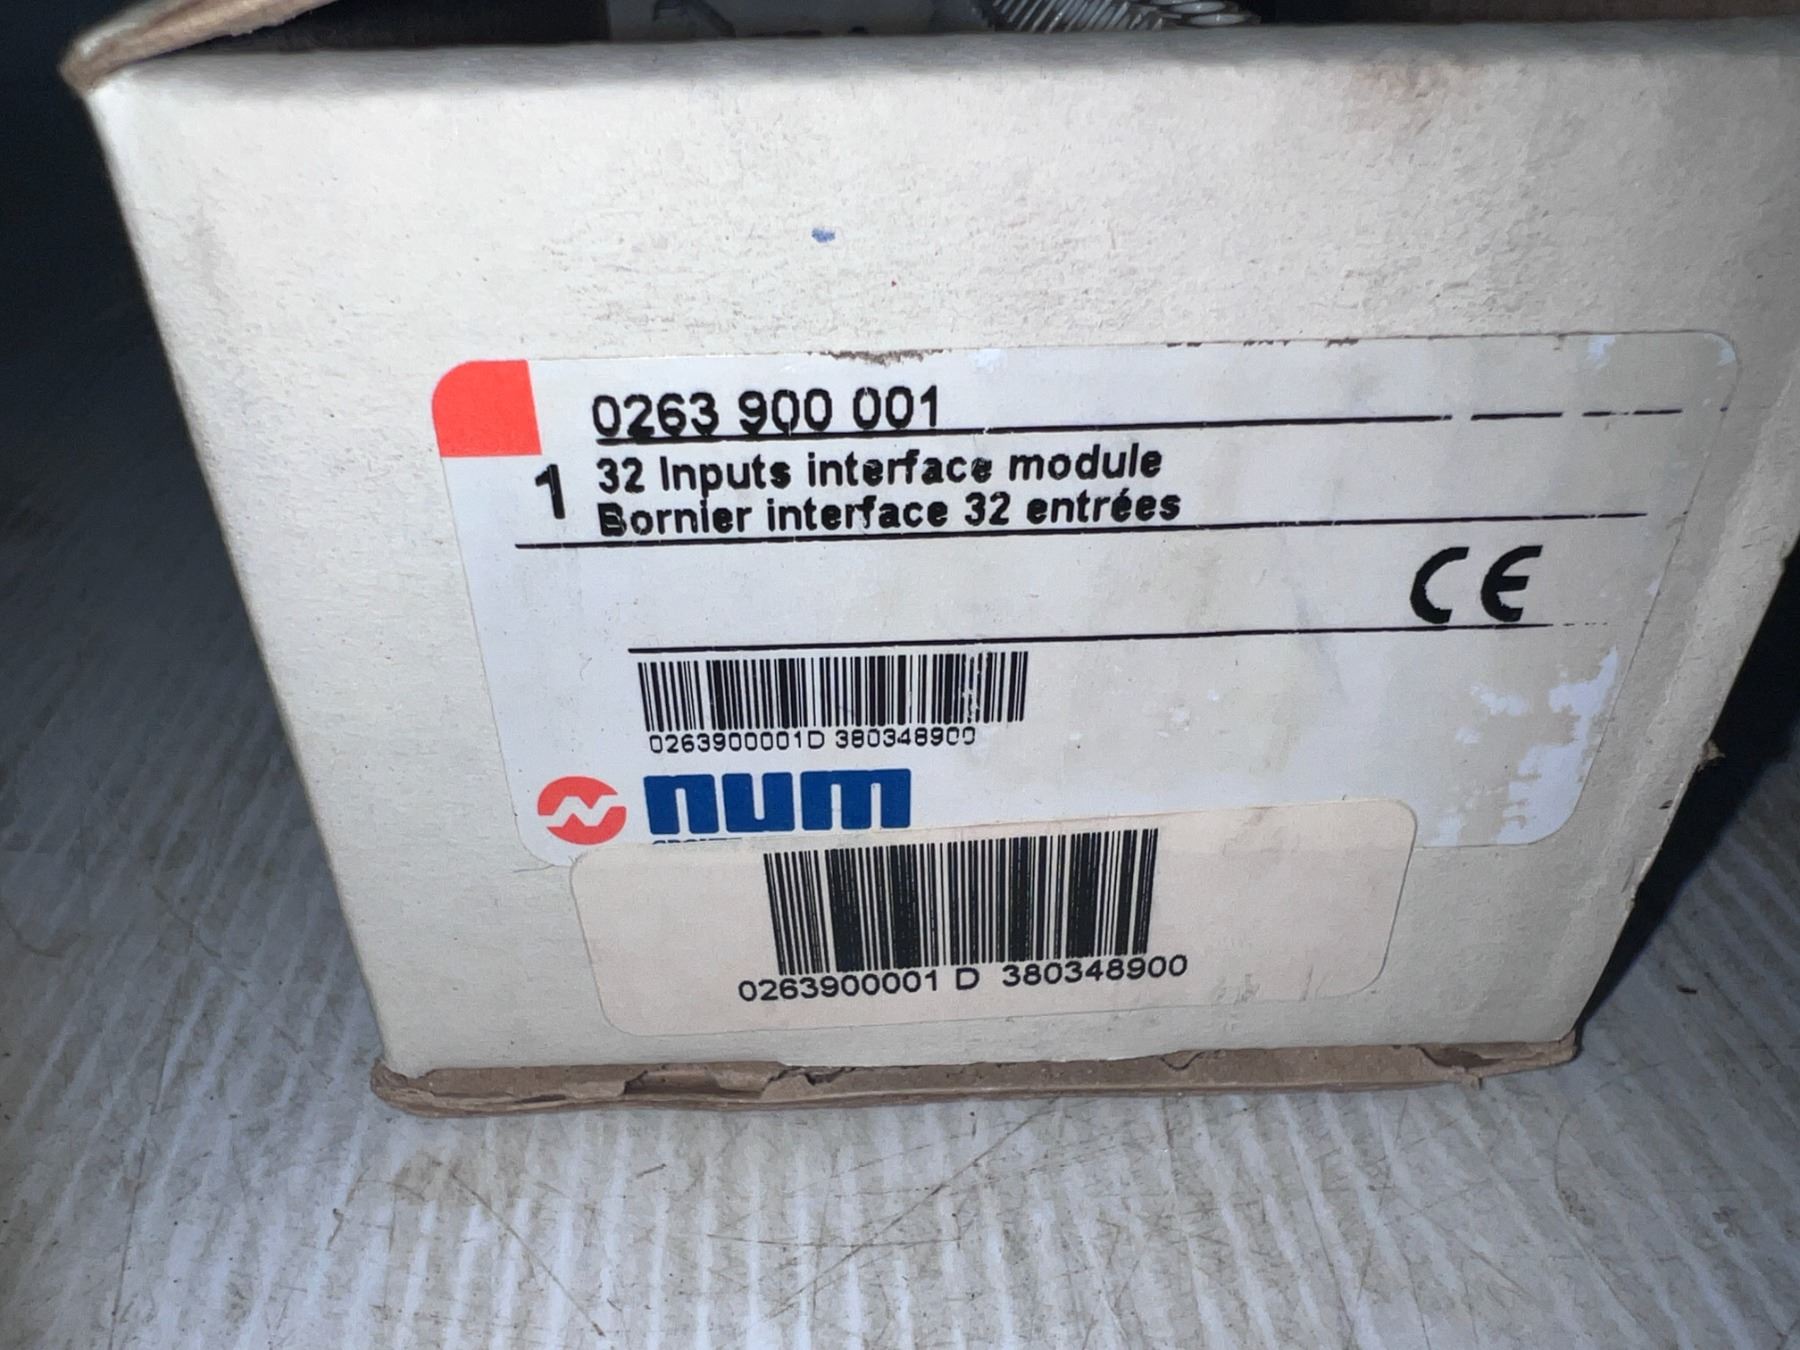 0263 900 001
1
32 Inputs interface module
Bornier interface 32 entrées
CE
0263900001D 380348900
num
0263900001 D 380348900